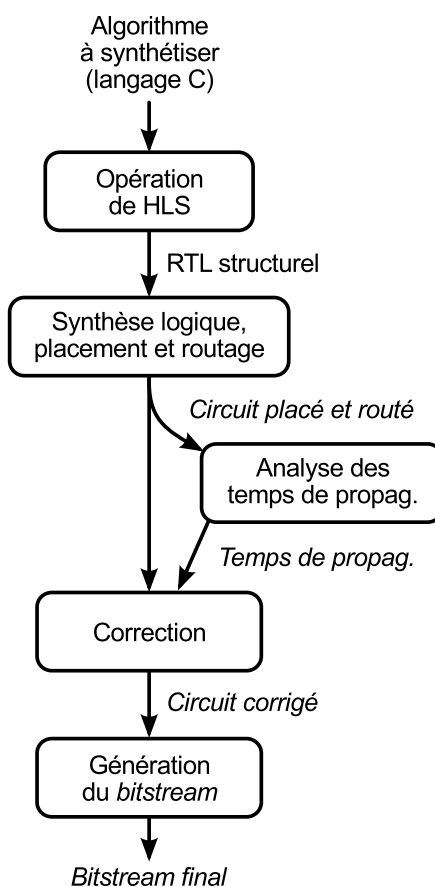 Algorithme
à synthétiser
(langage C)
Opération
de HLS
RTL structurel
Synthèse logique,
placement et routage
Circuit placé et routé
Analyse des
temps de propag.
Temps de propag.
Correction
Circuit corrigé
Génération
du bitstream
Bitstream final